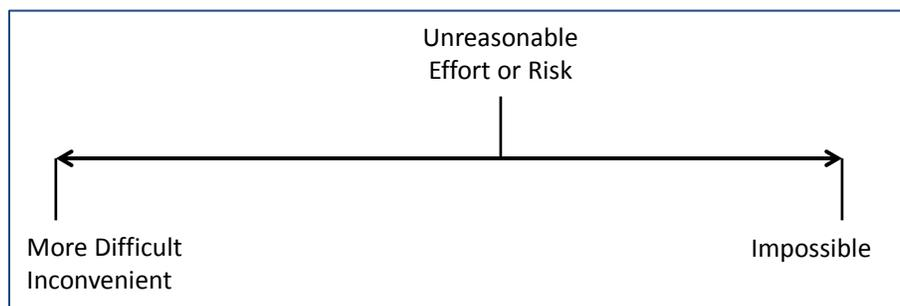 Unreasonable
Effort or Risk
More Difficult
Inconvenient
Impossible